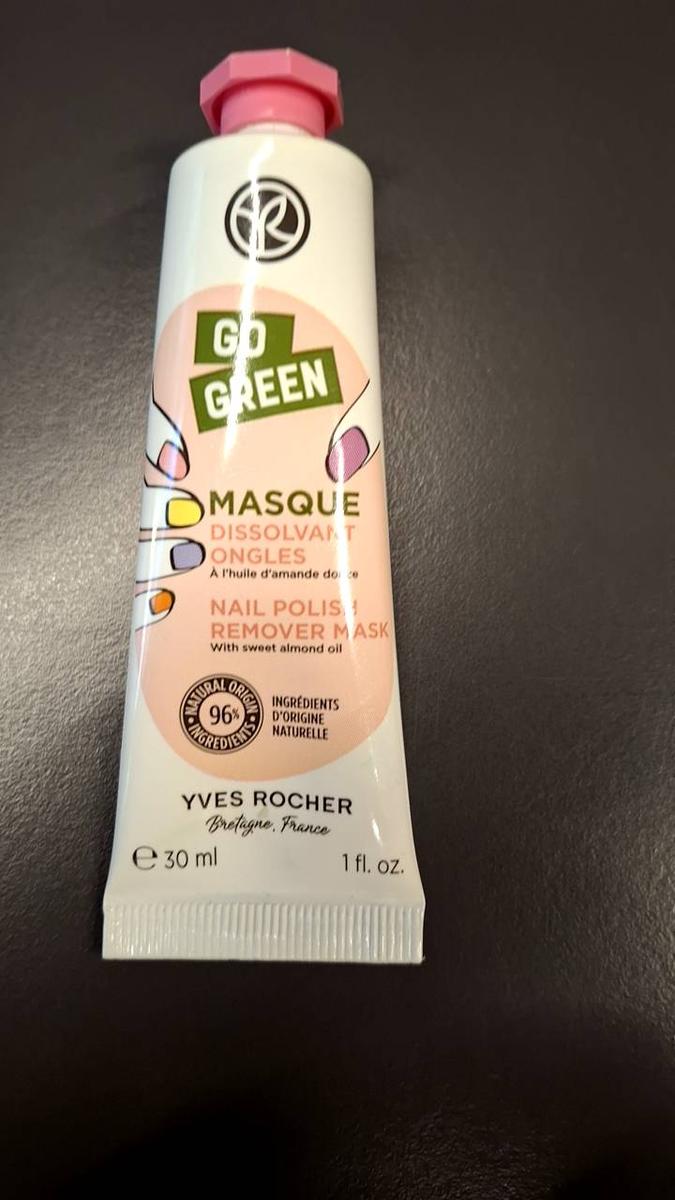 GO
GREEN
MASQUE
DISSOLVANT
ONGLES
À l'huile d'amande douce
NAIL POLISH
REMOVER MASK
With sweet almond oil
NATURAL ORIGIN
96%
INGREDIENTS
INGRÉDIENTS
D'ORIGINE
NATURELLE
YVES ROCHER
Bretagne, France
℮ 30 ml
1 fl. oz.